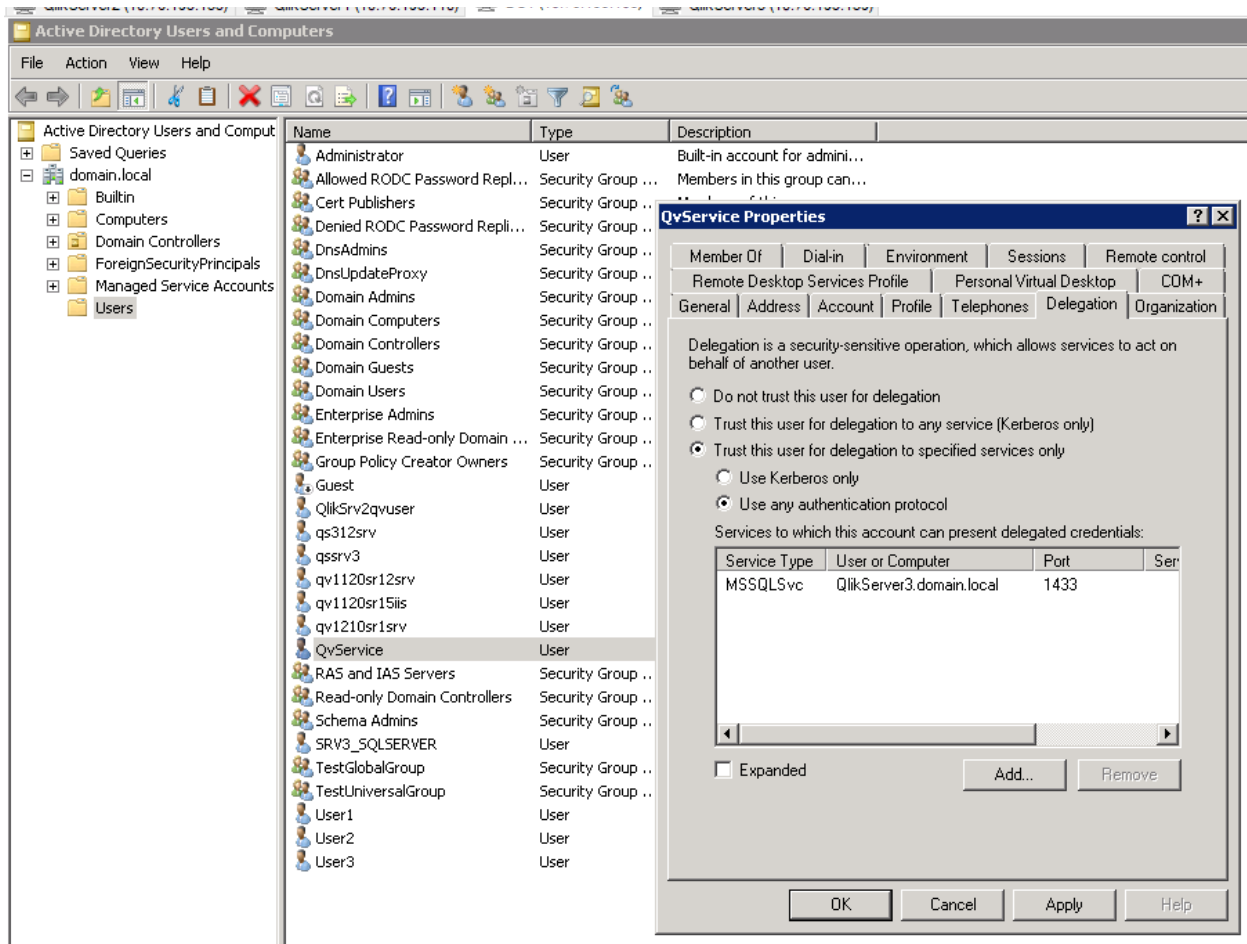 Active Directory Users and Computers
File Action View Help
Active Directory Users and Comput
Saved Queries
domain.local
Builtin
Computers
Domain Controllers
ForeignSecurityPrincipals
Managed Service Accounts
Users
Name Type Description
Administrator User Built-in account for admini...
Allowed RODC Password Repl... Security Group ... Members in this group can...
Cert Publishers Security Group ..
Denied RODC Password Repli... Security Group ..
DnsAdmins Security Group ..
DnsUpdateProxy Security Group ..
Domain Admins Security Group ..
Domain Computers Security Group ..
Domain Controllers Security Group ..
Domain Guests Security Group ..
Domain Users Security Group ..
Enterprise Admins Security Group ..
Enterprise Read-only Domain ... Security Group ..
Group Policy Creator Owners Security Group ..
Guest User
QlikSrv2qvuser User
qs312srv User
qssrv3 User
qv1120sr12srv User
qv1120sr15iis User
qv1210sr1srv User
QvService User
RAS and IAS Servers Security Group ..
Read-only Domain Controllers Security Group ..
Schema Admins Security Group ..
SRV3_SQLSERVER User
TestGlobalGroup Security Group ..
TestUniversalGroup Security Group ..
User1 User
User2 User
User3 User
QvService Properties
Member Of Dial-in Environment Sessions Remote control
Remote Desktop Services Profile Personal Virtual Desktop COM+
General Address Account Profile Telephones Delegation Organization
Delegation is a security-sensitive operation, which allows services to act on
behalf of another user.
Do not trust this user for delegation
Trust this user for delegation to any service (Kerberos only)
Trust this user for delegation to specified services only
Use Kerberos only
Use any authentication protocol
Services to which this account can present delegated credentials:
Service Type User or Computer Port Ser
MSSQLSvc QlikServer3.domain.local 1433
Expanded Add... Remove
OK Cancel Apply Help